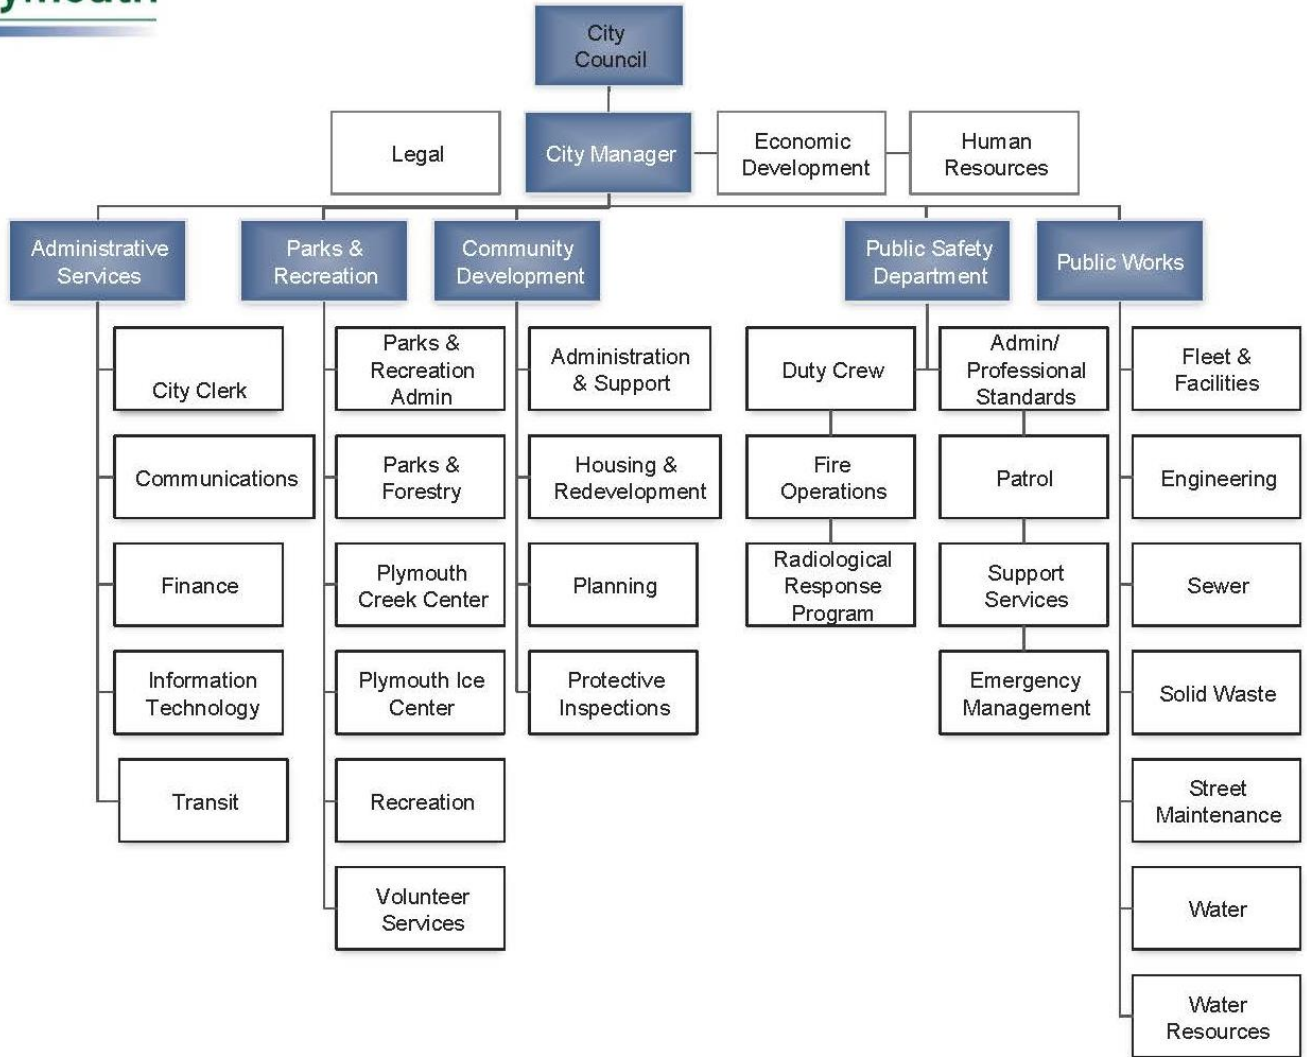 City
Council
Legal
City Manager
Economic
Development
Human
Resources
Administrative
Services
Parks &
Recreation
Community
Development
Public Safety
Department
Public Works
City Clerk
Communications
Finance
Information
Technology
Transit
Parks &
Recreation
Admin
Parks &
Forestry
Plymouth
Creek Center
Plymouth Ice
Center
Recreation
Volunteer
Services
Administration
& Support
Housing &
Redevelopment
Planning
Protective
Inspections
Duty Crew
Fire
Operations
Radiological
Response
Program
Admin/
Professional
Standards
Patrol
Support
Services
Emergency
Management
Fleet &
Facilities
Engineering
Sewer
Solid Waste
Street
Maintenance
Water
Water
Resources